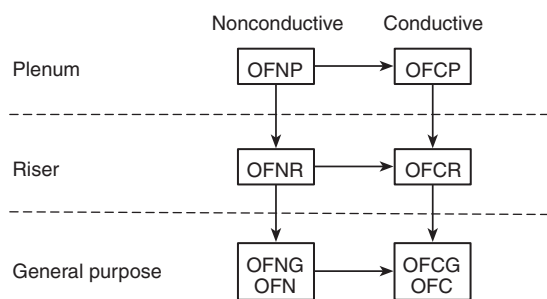 Nonconductive Conductive
Plenum OFNP OFCP
Riser OFNR OFCR
General purpose OFNG OFCG
OFN OFC